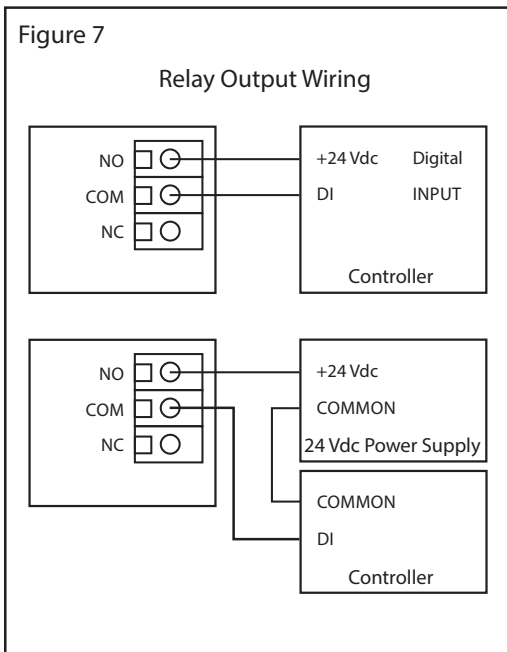 Figure 7
Relay Output Wiring
NO
COM
NC
+24 Vdc Digital
DI INPUT
Controller
NO
COM
NC
+24 Vdc
COMMON
24 Vdc Power Supply
COMMON
DI
Controller